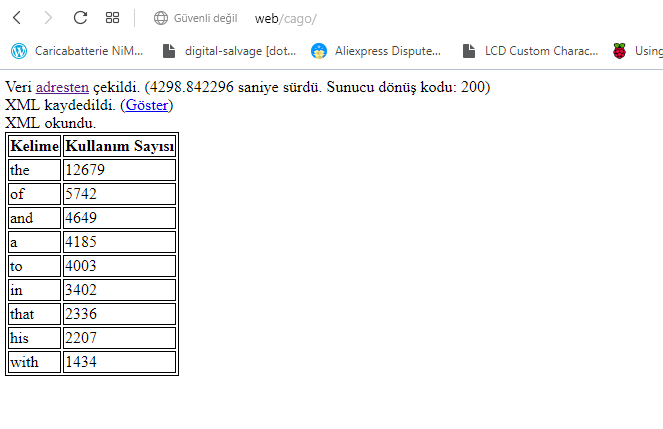 Güvenli değil web/cago/
Caricabatterie NiM... digital-salvage [dot... Aliexpress Dispute... LCD Custom Charac... Using
Veri adresten çekildi. (4298.842296 saniye sürdü. Sunucu dönüş kodu: 200)
XML kaydedildi. (Göster)
XML okundu.
Kelime Kullanım Sayısı
the 12679
of 5742
and 4649
a 4185
to 4003
in 3402
that 2336
his 2207
with 1434